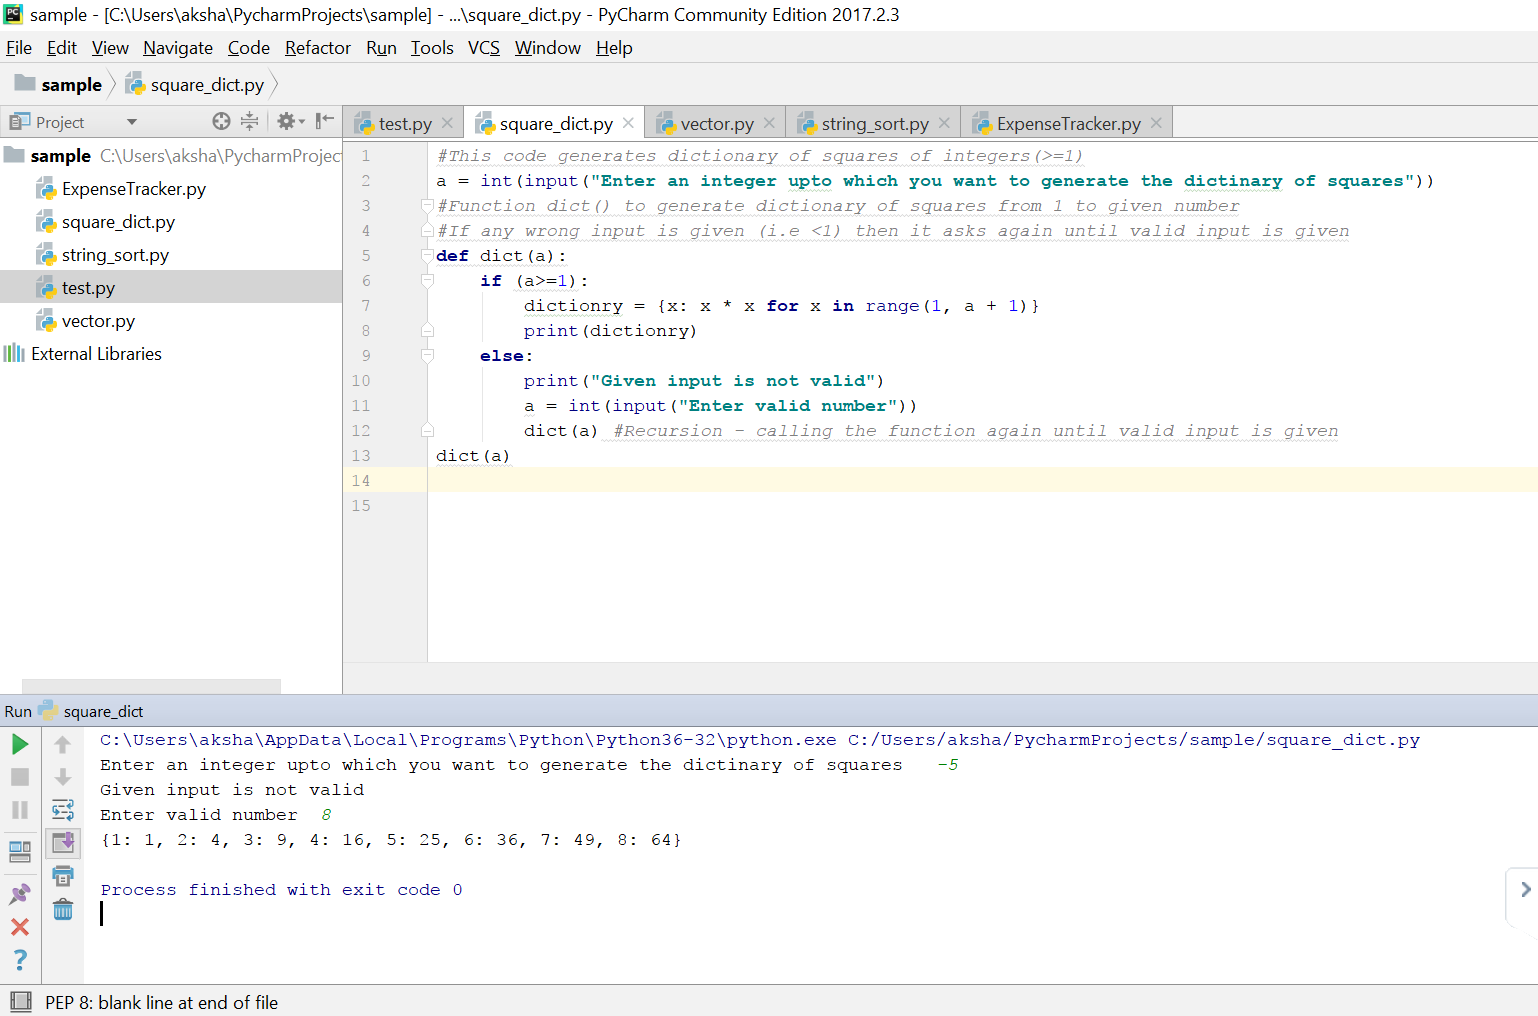 sample - [C:\Users\aksha\PycharmProjects\sample] - ...\square_dict.py - PyCharm Community Edition 2017.2.3
File Edit View Navigate Code Refactor Run Tools VCS Window Help
sample square_dict.py
Project
test.py square_dict.py vector.py string_sort.py ExpenseTracker.py
sample C:\Users\aksha\PycharmProjec
ExpenseTracker.py
square_dict.py
string_sort.py
test.py
vector.py
External Libraries
1 #This code generates dictionary of squares of integers(>=1)
2 a = int(input("Enter an integer upto which you want to generate the dictinary of squares"))
3 #Function dict() to generate dictionary of squares from 1 to given number
4 #If any wrong input is given (i.e <1) then it asks again until valid input is given
5 def dict(a):
6 if (a>=1):
7 dictionry = {x: x * x for x in range(1, a + 1)}
8 print(dictionry)
9 else:
10 print("Given input is not valid")
11 a = int(input("Enter valid number"))
12 dict(a) #Recursion - calling the function again until valid input is given
13 dict(a)
14
15
Run square_dict
C:\Users\aksha\AppData\Local\Programs\Python\Python36-32\python.exe C:/Users/aksha/PycharmProjects/sample/square_dict.py
Enter an integer upto which you want to generate the dictinary of squares -5
Given input is not valid
Enter valid number 8
{1: 1, 2: 4, 3: 9, 4: 16, 5: 25, 6: 36, 7: 49, 8: 64}
Process finished with exit code 0
PEP 8: blank line at end of file